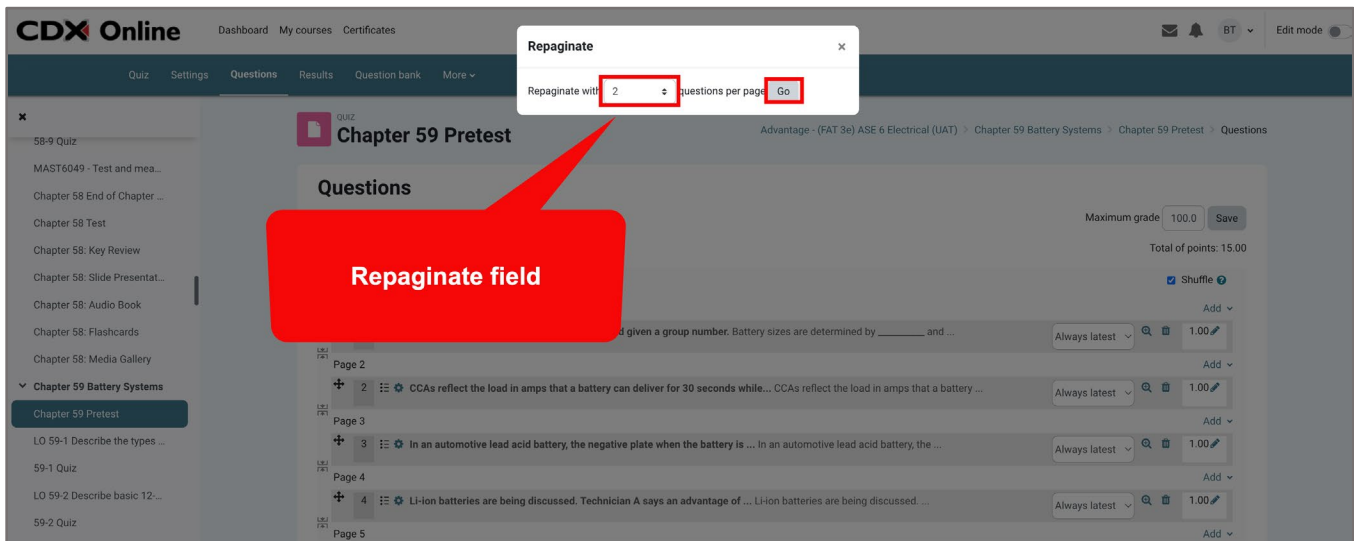 CDX Online
Dashboard My courses Certificates
BT
Edit mode
Quiz Settings Questions Results Question bank More
Repaginate ×
Repaginate with 2 questions per page Go
58-9 Quiz
MAST6049 - Test and mea...
Chapter 58 End of Chapter ...
Chapter 58 Test
Chapter 58: Key Review
Chapter 58: Slide Presentat...
Chapter 58: Audio Book
Chapter 58: Flashcards
Chapter 58: Media Gallery
Chapter 59 Battery Systems
Chapter 59 Pretest
LO 59-1 Describe the types ...
59-1 Quiz
LO 59-2 Describe basic 12-...
59-2 Quiz
QUIZ
Chapter 59 Pretest
Advantage - (FAT 3e) ASE 6 Electrical (UAT) > Chapter 59 Battery Systems > Chapter 59 Pretest > Questions
Questions
Maximum grade 100.0 Save
Total of points: 15.00
Repaginate field
Shuffle
Add
d given a group number. Battery sizes are determined by __________ and ... Always latest 1.00
Page 2 Add
2 CCAs reflect the load in amps that a battery can deliver for 30 seconds while... CCAs reflect the load in amps that a battery ... Always latest 1.00
Page 3 Add
3 In an automotive lead acid battery, the negative plate when the battery is ... In an automotive lead acid battery, the ... Always latest 1.00
Page 4 Add
4 Li-ion batteries are being discussed. Technician A says an advantage of ... Li-ion batteries are being discussed. ... Always latest 1.00
Page 5 Add